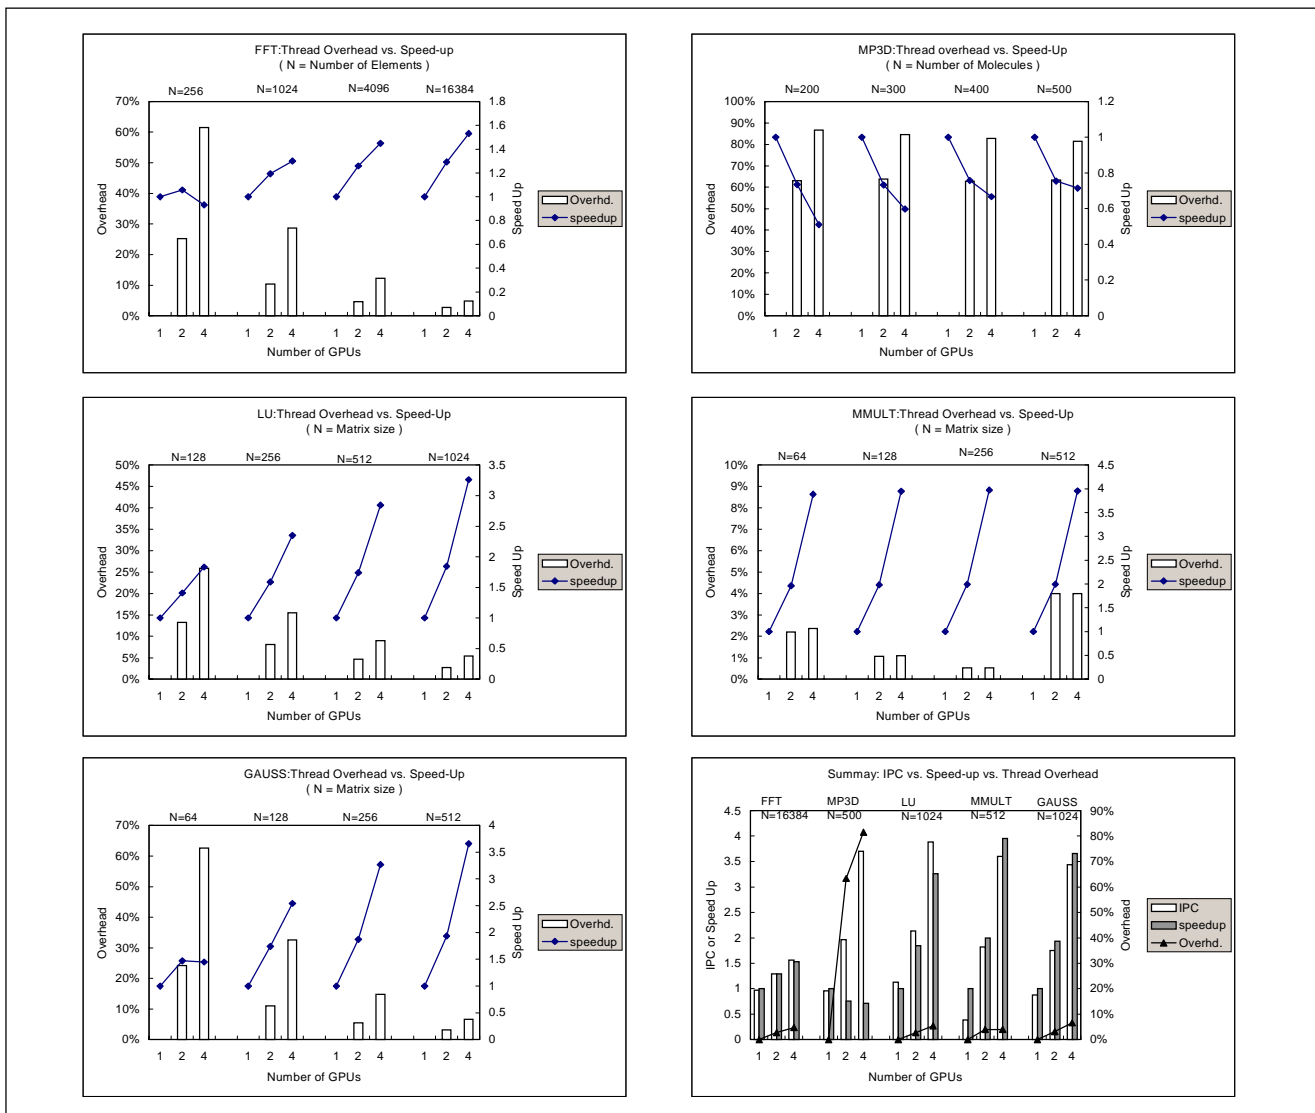 FFT:Thread Overhead vs. Speed-up
( N = Number of Elements )
N=256 N=1024 N=4096 N=16384
70% 1.8
60% 1.6
50% 1.4
40% 1.2
30% 1
20% 0.8
10% 0.6
0% 0.4
0.2
0
Overhead
Speed Up
Overhd.
speedup
1 2 4 1 2 4 1 2 4 1 2 4
Number of GPUs
MP3D:Thread overhead vs. Speed-Up
( N = Number of Molecules )
N=200 N=300 N=400 N=500
100% 1.2
90% 1
80% 0.8
70% 0.6
60% 0.4
50% 0.2
40% 0
30%
20%
10%
0%
Overhead
Speed Up
Overhd.
speedup
1 2 4 1 2 4 1 2 4 1 2 4
Number of GPUs
LU:Thread Overhead vs. Speed-Up
( N = Matrix size )
N=128 N=256 N=512 N=1024
50% 3.5
45% 3
40% 2.5
35% 2
30% 1.5
25% 1
20% 0.5
15% 0
10%
5%
0%
Overhead
Speed Up
Overhd.
speedup
1 2 4 1 2 4 1 2 4 1 2 4
Number of GPUs
MMULT:Thread Overhead vs. Speed-Up
( N = Matrix size )
N=64 N=128 N=256 N=512
10% 4.5
9% 4
8% 3.5
7% 3
6% 2.5
5% 2
4% 1.5
3% 1
2% 0.5
1% 0
0%
Overhead
Speed Up
Overhd.
speedup
1 2 4 1 2 4 1 2 4 1 2 4
Number of GPUs
GAUSS:Thread Overhead vs. Speed-Up
( N = Matrix size )
N=64 N=128 N=256 N=512
70% 4
60% 3.5
50% 3
40% 2.5
30% 2
20% 1.5
10% 1
0% 0.5
0
Overhead
Speed Up
Overhd.
speedup
1 2 4 1 2 4 1 2 4 1 2 4
Number of GPUs
Summay: IPC vs. Speed-up vs. Thread Overhead
FFT MP3D LU MMULT GAUSS
N=16384 N=500 N=1024 N=512 N=1024
4.5 90%
4 80%
3.5 70%
3 60%
2.5 50%
2 40%
1.5 30%
1 20%
0.5 10%
0 0%
IPC or Speed Up
Overhead
IPC
speedup
Overhd.
1 2 4 1 2 4 1 2 4 1 2 4 1 2 4
Number of GPUs